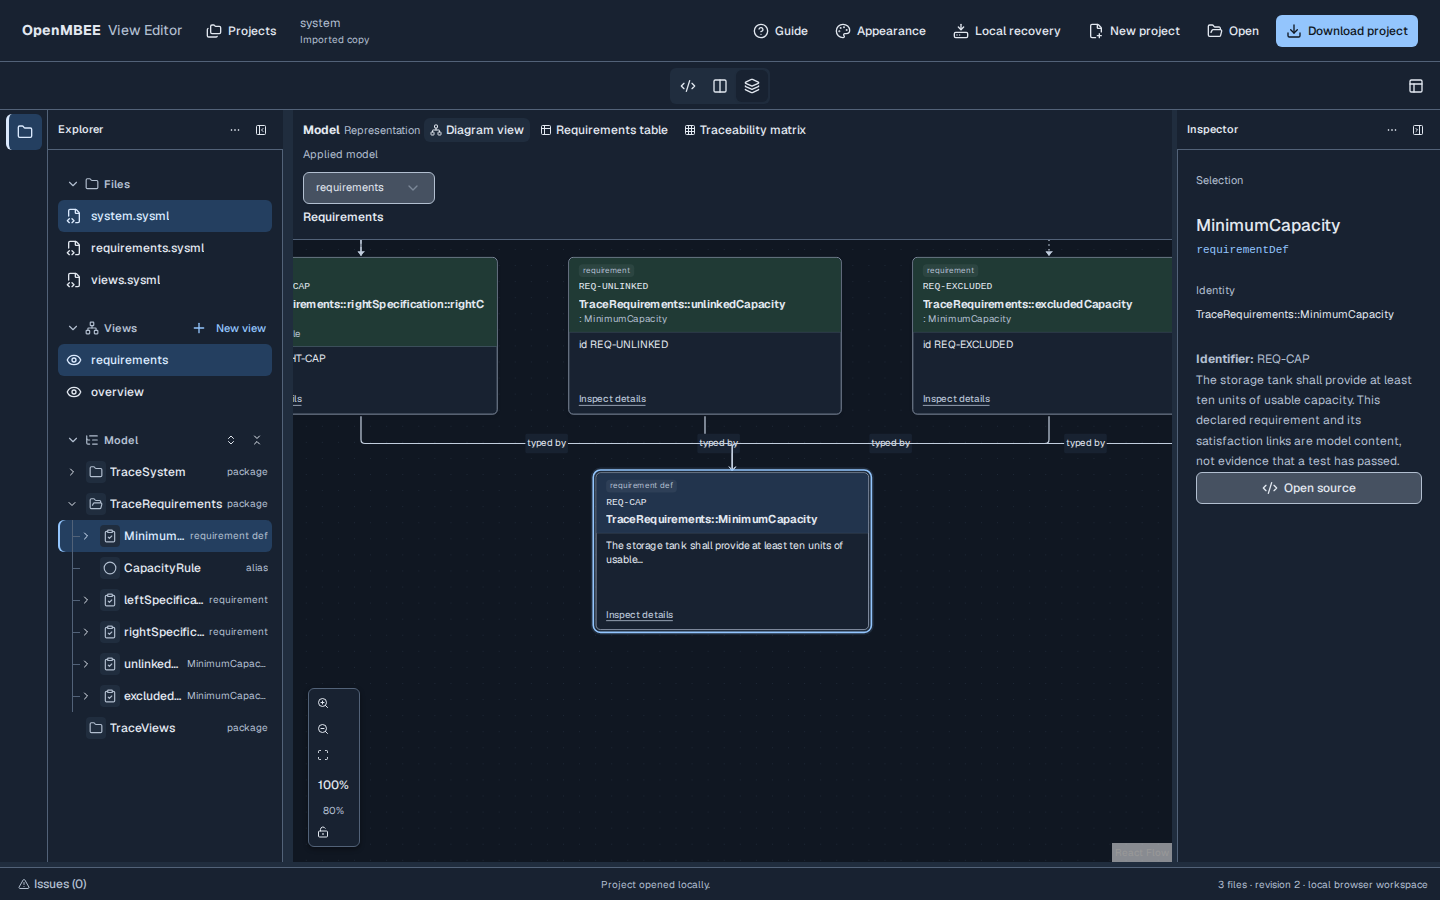 OpenMBEE View Editor
Projects
system
Imported copy
Guide
Appearance
Local recovery
New project
Open
Download project
Explorer
Files
system.sysml
requirements.sysml
views.sysml
Views
New view
requirements
overview
Model
TraceSystem package
TraceRequirements package
Minimum... requirement def
CapacityRule alias
leftSpecifica... requirement
rightSpecific... requirement
unlinked... MinimumCapac...
excluded... MinimumCapac...
TraceViews package
Model Representation Diagram view Requirements table Traceability matrix
Applied model
requirements
Requirements
CAP
irements::rightSpecification::rightC
le
HT-CAP
ils
requirement
REQ-UNLINKED
TraceRequirements::unlinkedCapacity
: MinimumCapacity
id REQ-UNLINKED
Inspect details
requirement
REQ-EXCLUDED
TraceRequirements::excludedCapacity
: MinimumCapacity
id REQ-EXCLUDED
Inspect details
typed by
typed by
typed by
typed by
requirement def
REQ-CAP
TraceRequirements::MinimumCapacity
The storage tank shall provide at least ten units of
usable...
Inspect details
100%
80%
React Flow
Inspector
Selection
MinimumCapacity
requirementDef
Identity
TraceRequirements::MinimumCapacity
Identifier: REQ-CAP
The storage tank shall provide at least
ten units of usable capacity. This
declared requirement and its
satisfaction links are model content,
not evidence that a test has passed.
Open source
Issues (0)
Project opened locally.
3 files · revision 2 · local browser workspace